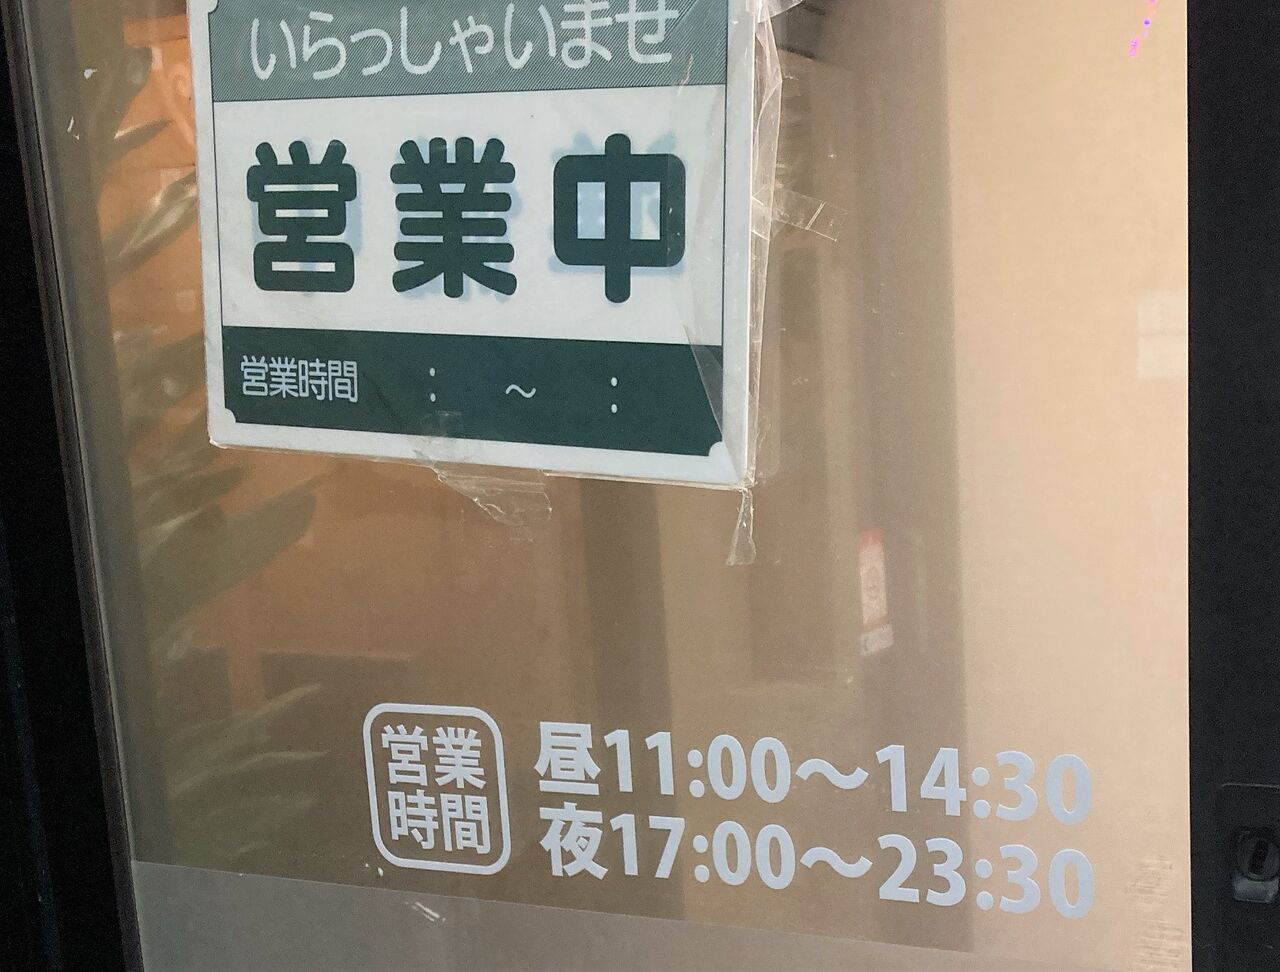 いらっしゃいませ
営業中
営業時間　：　～　：
営業時間
昼11:00～14:30
夜17:00～23:30